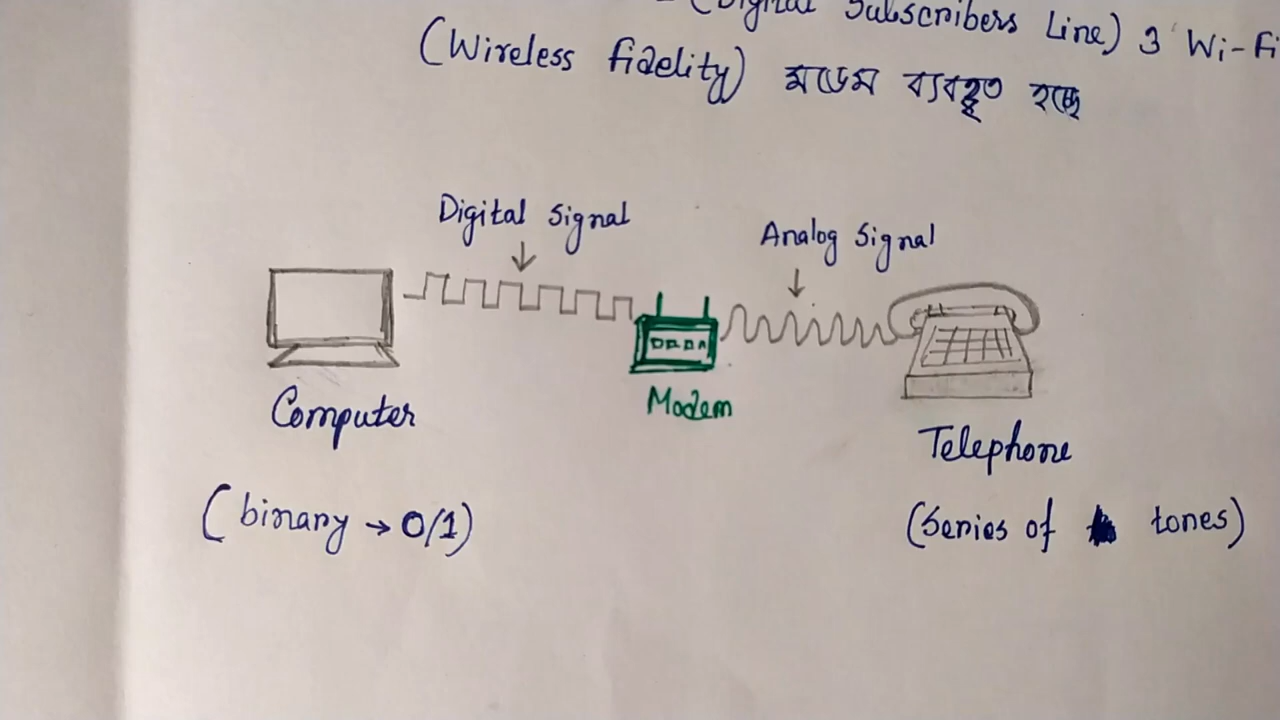 (Digital Subscribers Line) ও Wi-Fi
(Wireless fidelity) মডেম ব্যবহৃত হচ্ছে
Digital Signal
Analog Signal
Modem
Computer
Telephone
(binary → 0/1)
(Series of tones)